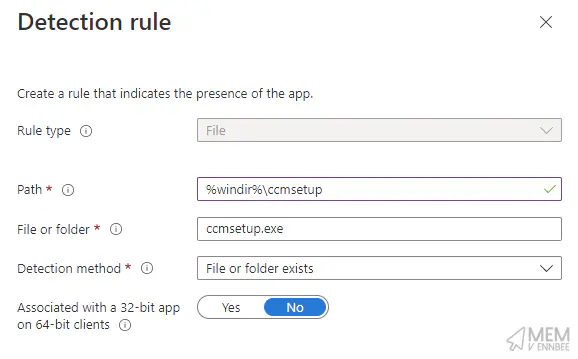 Detection rule
Create a rule that indicates the presence of the app.
Rule type
File
Path *
%windir%\ccmsetup
File or folder *
ccmsetup.exe
Detection method *
File or folder exists
Associated with a 32-bit app
on 64-bit clients
Yes No
MEM
V ENNBEE